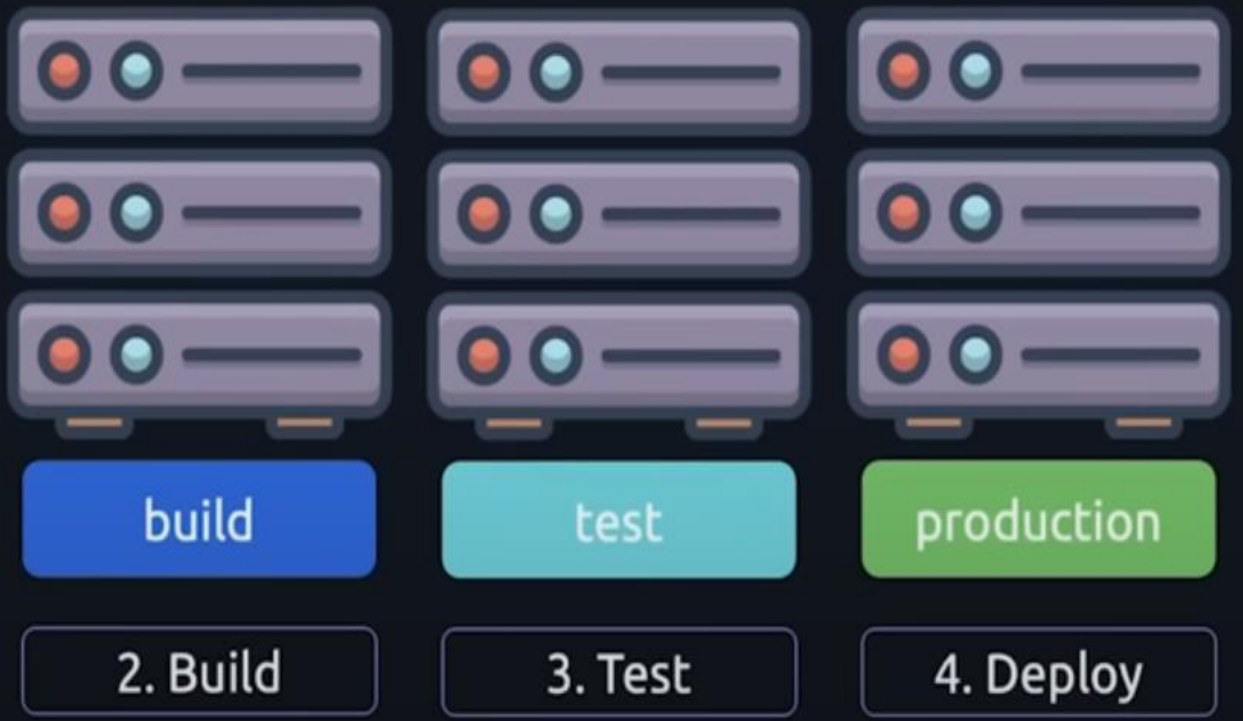 build
test
production
2. Build
3. Test
4. Deploy